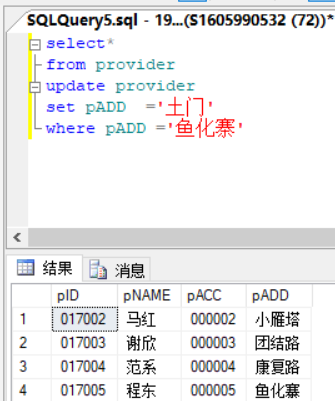 SQLQuery5.sql - 19...(S1605990532 (72))*
select*
from provider
update provider
set pADD  ='土门'
where pADD ='鱼化寨'
结果 消息
pID pNAME pACC pADD
1 017002 马红 000002 小雁塔
2 017003 谢欣 000003 团结路
3 017004 范系 000004 康复路
4 017005 程东 000005 鱼化寨